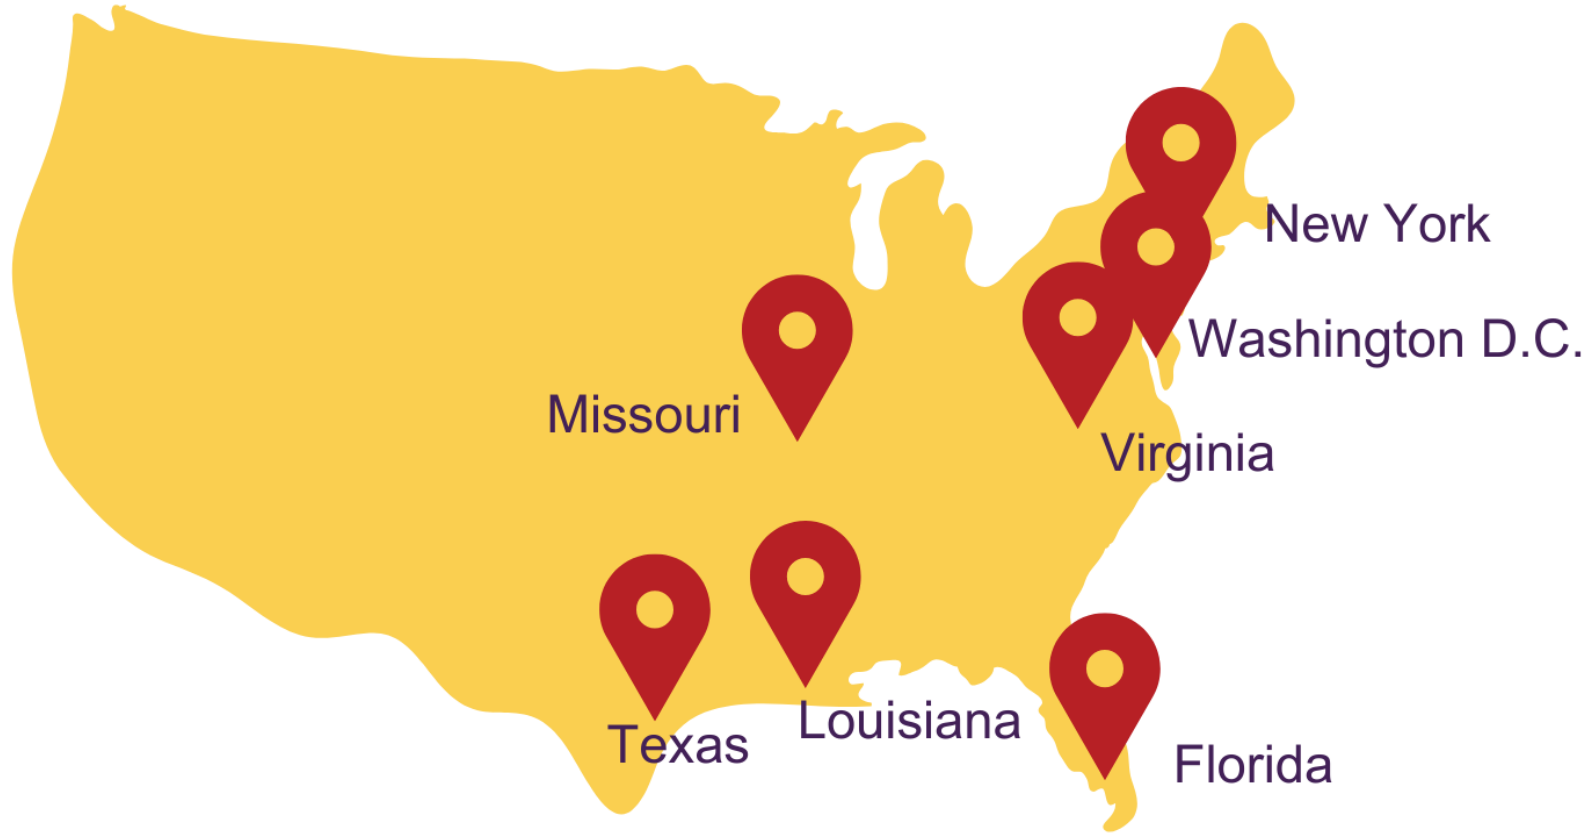 New York
Washington D.C.
Missouri
Virginia
Louisiana
Texas
Florida